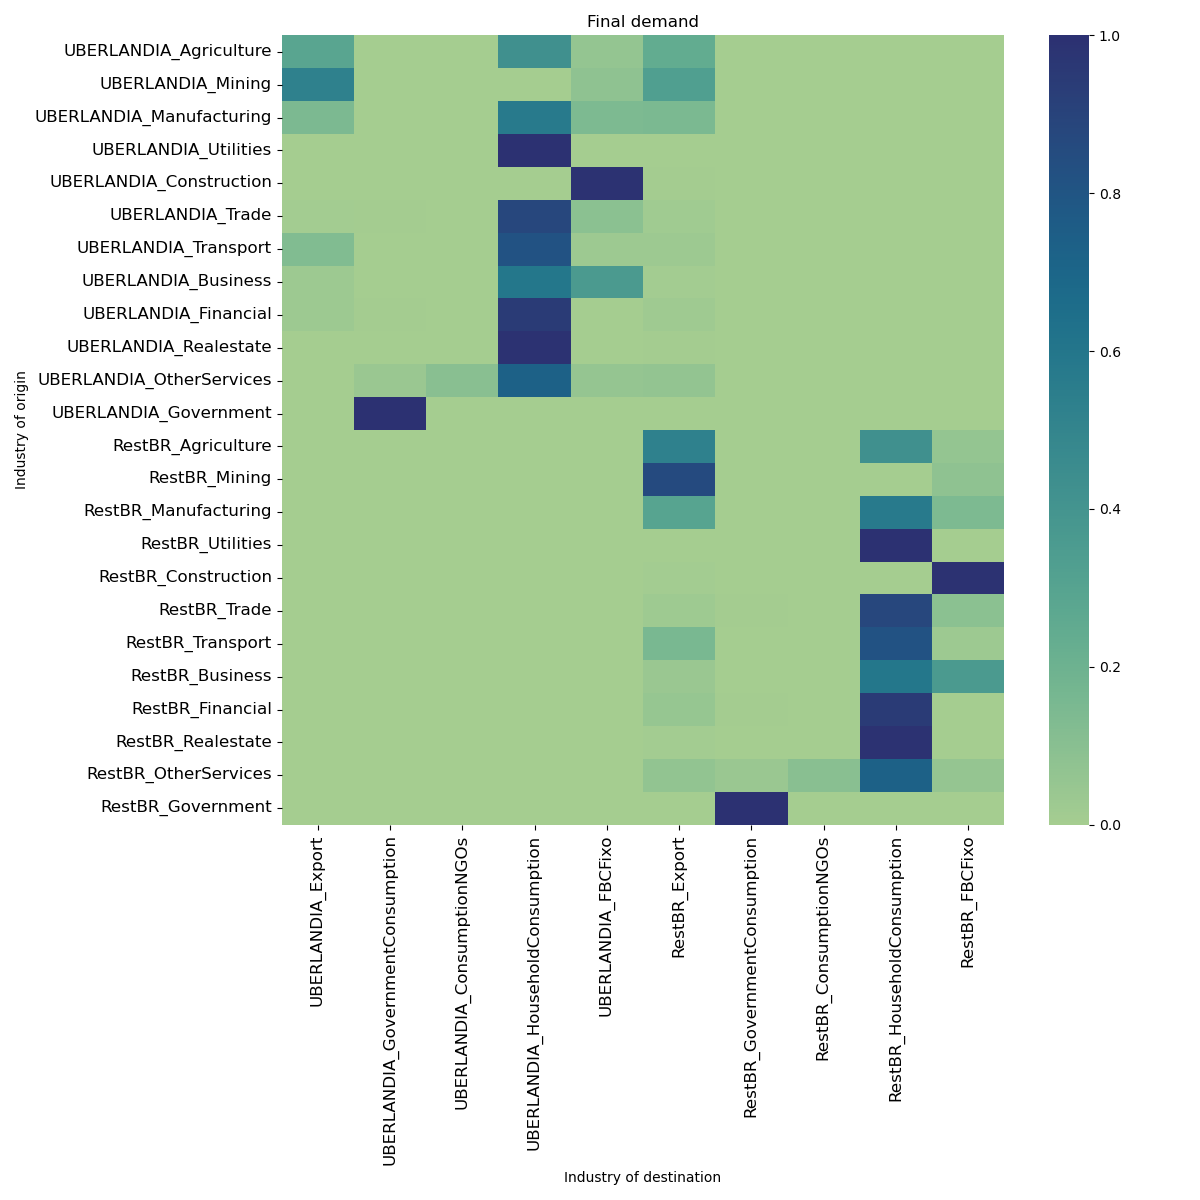 Final demand
Industry of origin
UBERLANDIA_Agriculture
UBERLANDIA_Mining
UBERLANDIA_Manufacturing
UBERLANDIA_Utilities
UBERLANDIA_Construction
UBERLANDIA_Trade
UBERLANDIA_Transport
UBERLANDIA_Business
UBERLANDIA_Financial
UBERLANDIA_Realestate
UBERLANDIA_OtherServices
UBERLANDIA_Government
RestBR_Agriculture
RestBR_Mining
RestBR_Manufacturing
RestBR_Utilities
RestBR_Construction
RestBR_Trade
RestBR_Transport
RestBR_Business
RestBR_Financial
RestBR_Realestate
RestBR_OtherServices
RestBR_Government
1.0
0.8
0.6
0.4
0.2
0.0
UBERLANDIA_Export
UBERLANDIA_GovernmentConsumption
UBERLANDIA_ConsumptionNGOs
UBERLANDIA_HouseholdConsumption
UBERLANDIA_FBCFixo
RestBR_Export
RestBR_GovernmentConsumption
RestBR_ConsumptionNGOs
RestBR_HouseholdConsumption
RestBR_FBCFixo
Industry of destination